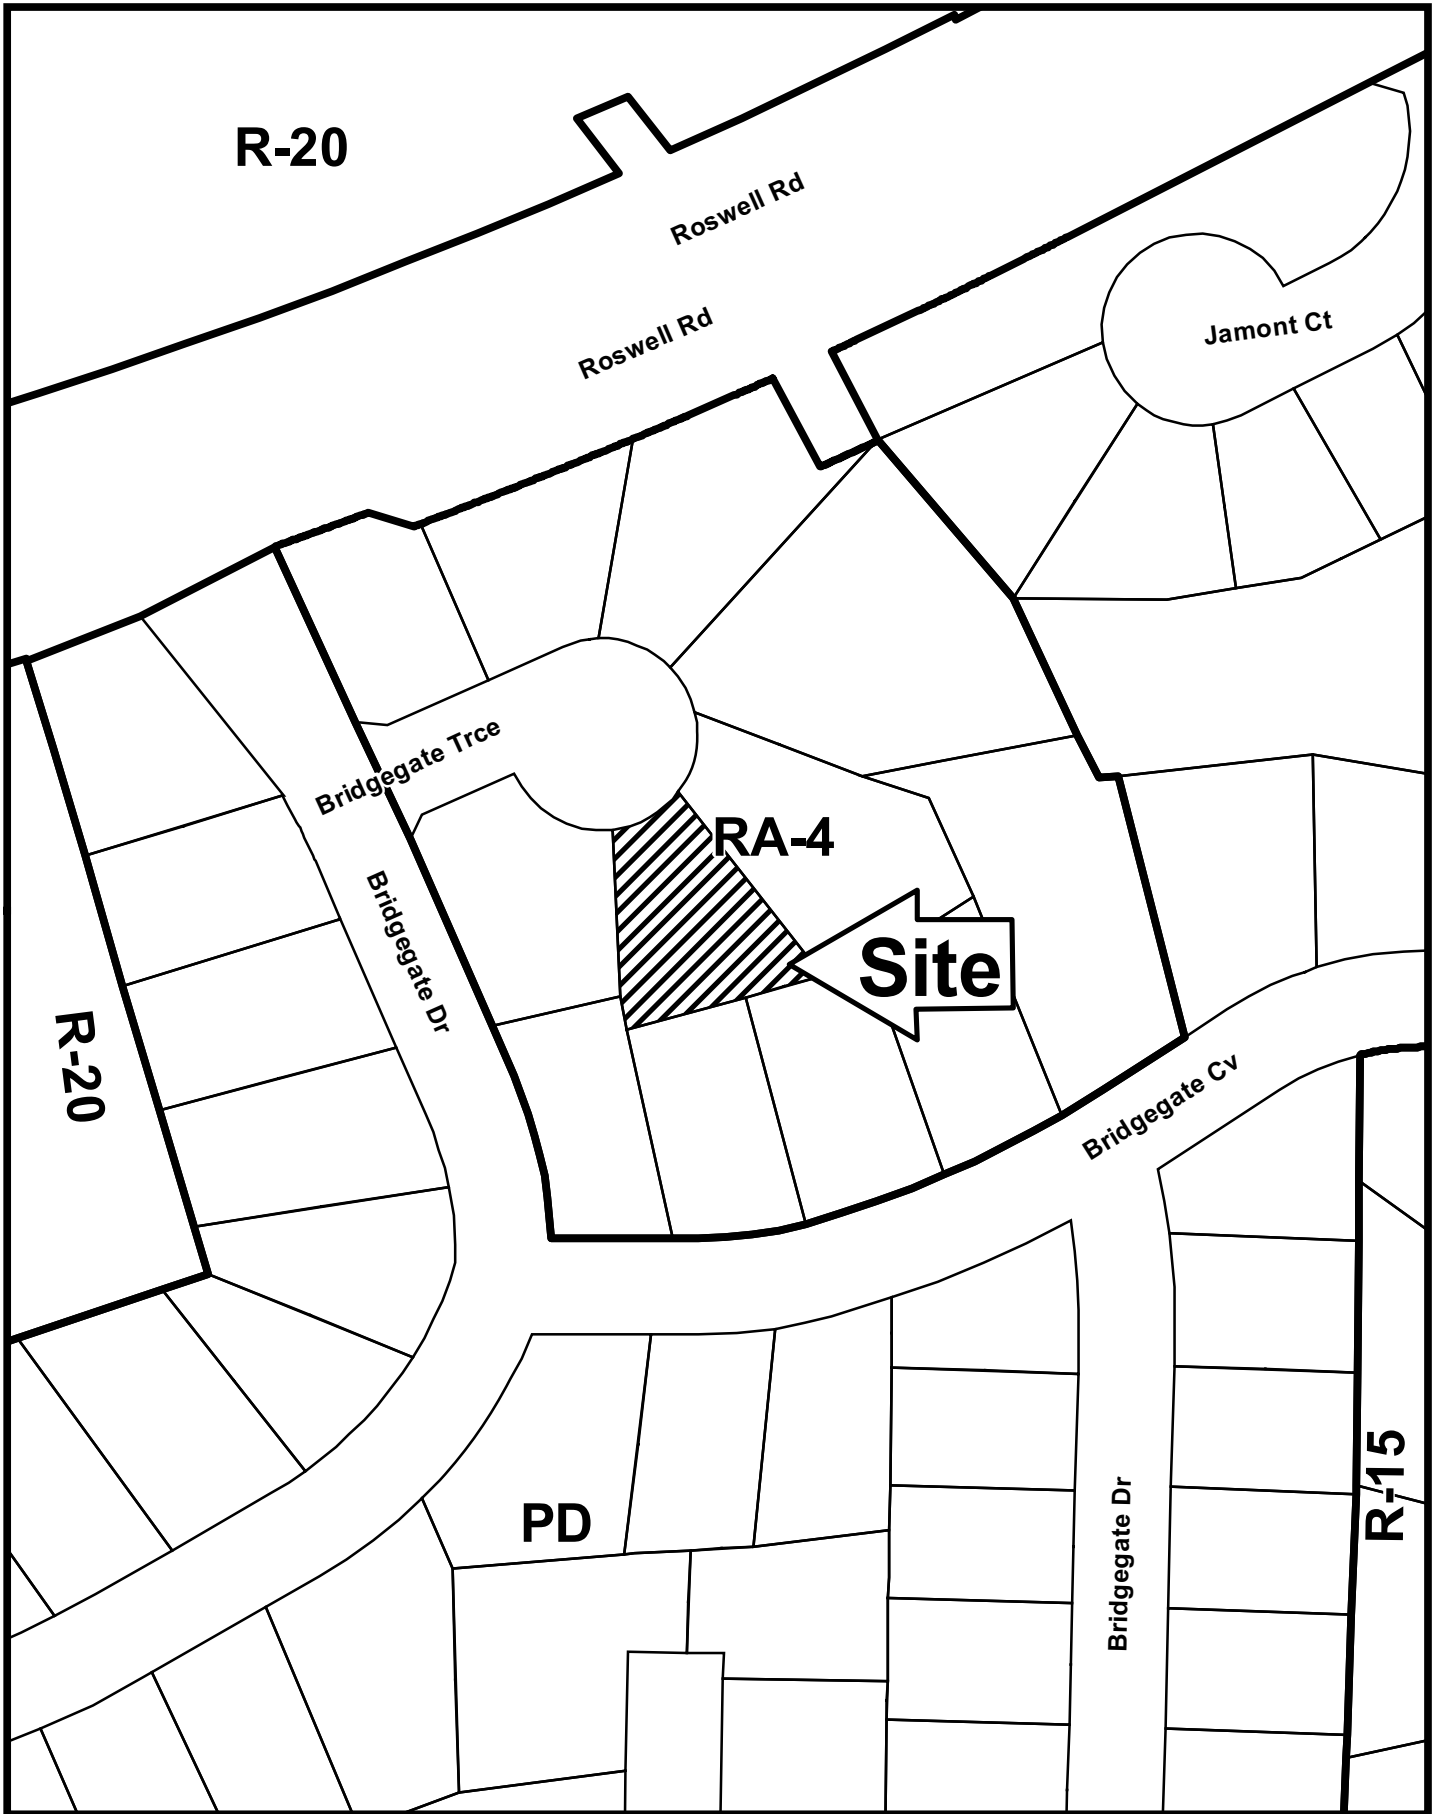 R-20
Roswell Rd
Roswell Rd
Jamont Ct
Bridgegate Trce
RA-4
Bridgegate Dr
Site
R-20
Bridgegate Cv
R-15
PD
Bridgegate Dr